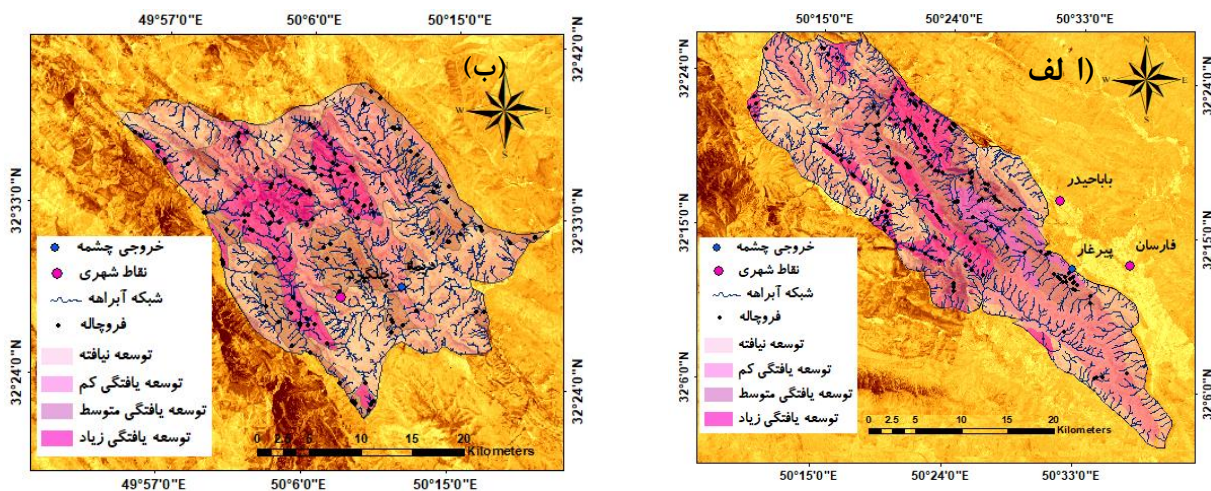 49°57'0"E
50°6'0"E
50°15'0"E
32°42'0"N
32°33'0"N
32°24'0"N
(ب)
N
W
E
S
32°33'0"N
32°24'0"N
خروجی چشمه
نقاط شهری
شبکه آبراهه
فروچاله
توسعه نیافته
توسعه یافتگی کم
توسعه یافتگی متوسط
توسعه یافتگی زیاد
چلگرد
0 2.5 5 10 15 20
Kilometers
49°57'0"E
50°6'0"E
50°15'0"E
50°15'0"E
50°24'0"E
50°33'0"E
32°24'0"N
32°15'0"N
32°6'0"N
ا لف)
N
W
E
S
32°24'0"N
32°15'0"N
32°6'0"N
باباحیدر
پیرغار
فارسان
خروجی چشمه
نقاط شهری
شبکه آبراهه
فروچاله
توسعه نیافته
توسعه یافتگی کم
توسعه یافتگی متوسط
توسعه یافتگی زیاد
0 2.5 5 10 15 20
Kilometers
50°15'0"E
50°24'0"E
50°33'0"E